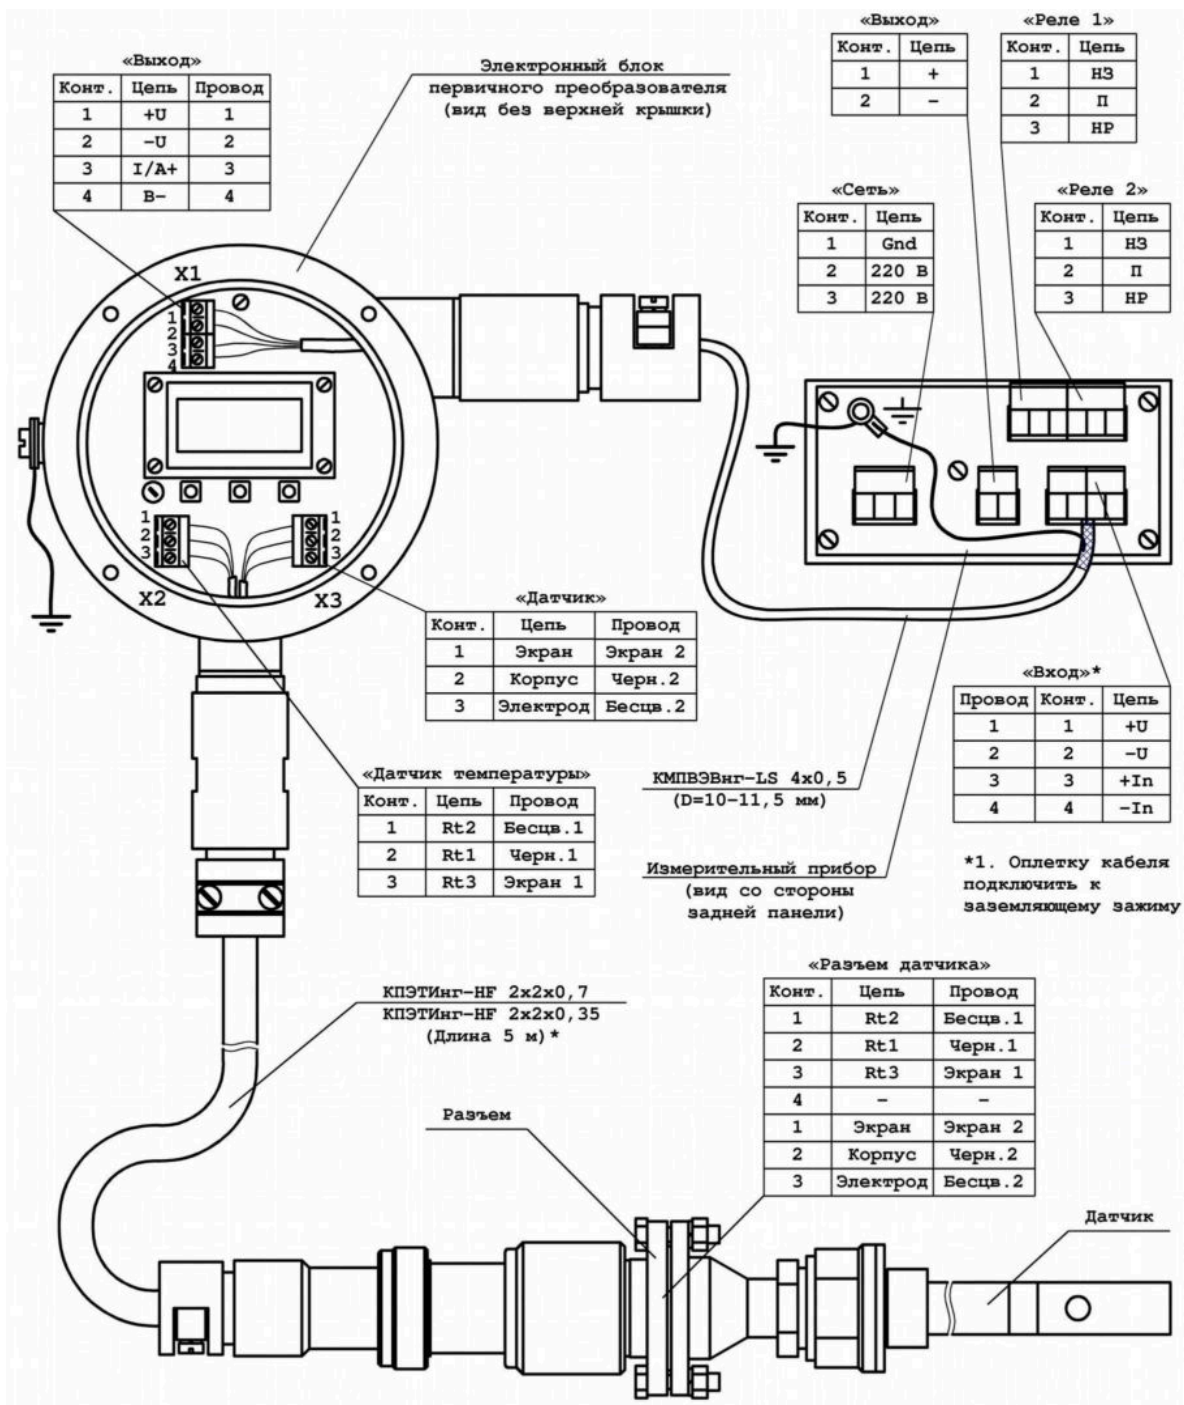 «Выход»
Конт. Цепь Провод
1 +U 1
2 -U 2
3 I/A+ 3
4 B- 4
Электронный блок
первичного преобразователя
(вид без верхней крышки)
«Выход»
Конт. Цепь
1 +
2 -
«Реле 1»
Конт. Цепь
1 НЗ
2 П
3 НР
«Сеть»
Конт. Цепь
1 Gnd
2 220 В
3 220 В
«Реле 2»
Конт. Цепь
1 НЗ
2 П
3 НР
X1
1
2
3
4
1
2
3
X2
1
2
3
X3
«Датчик»
Конт. Цепь Провод
1 Экран Экран 2
2 Корпус Черн.2
3 Электрод Бесцв.2
«Вход»*
Провод Конт. Цепь
1 1 +U
2 2 -U
3 3 +In
4 4 -In
«Датчик температуры»
Конт. Цепь Провод
1 Rt2 Бесцв.1
2 Rt1 Черн.1
3 Rt3 Экран 1
КМПВЭВнг-LS 4х0,5
(D=10-11,5 мм)
Измерительный прибор
(вид со стороны
задней панели)
*1. Оплетку кабеля
подключить к
заземляющему зажиму
КПЭТИнг-HF 2х2х0,7
КПЭТИнг-HF 2х2х0,35
(Длина 5 м)*
«Разъем датчика»
Конт. Цепь Провод
1 Rt2 Бесцв.1
2 Rt1 Черн.1
3 Rt3 Экран 1
4 - -
1 Экран Экран 2
2 Корпус Черн.2
3 Электрод Бесцв.2
Разъем
Датчик